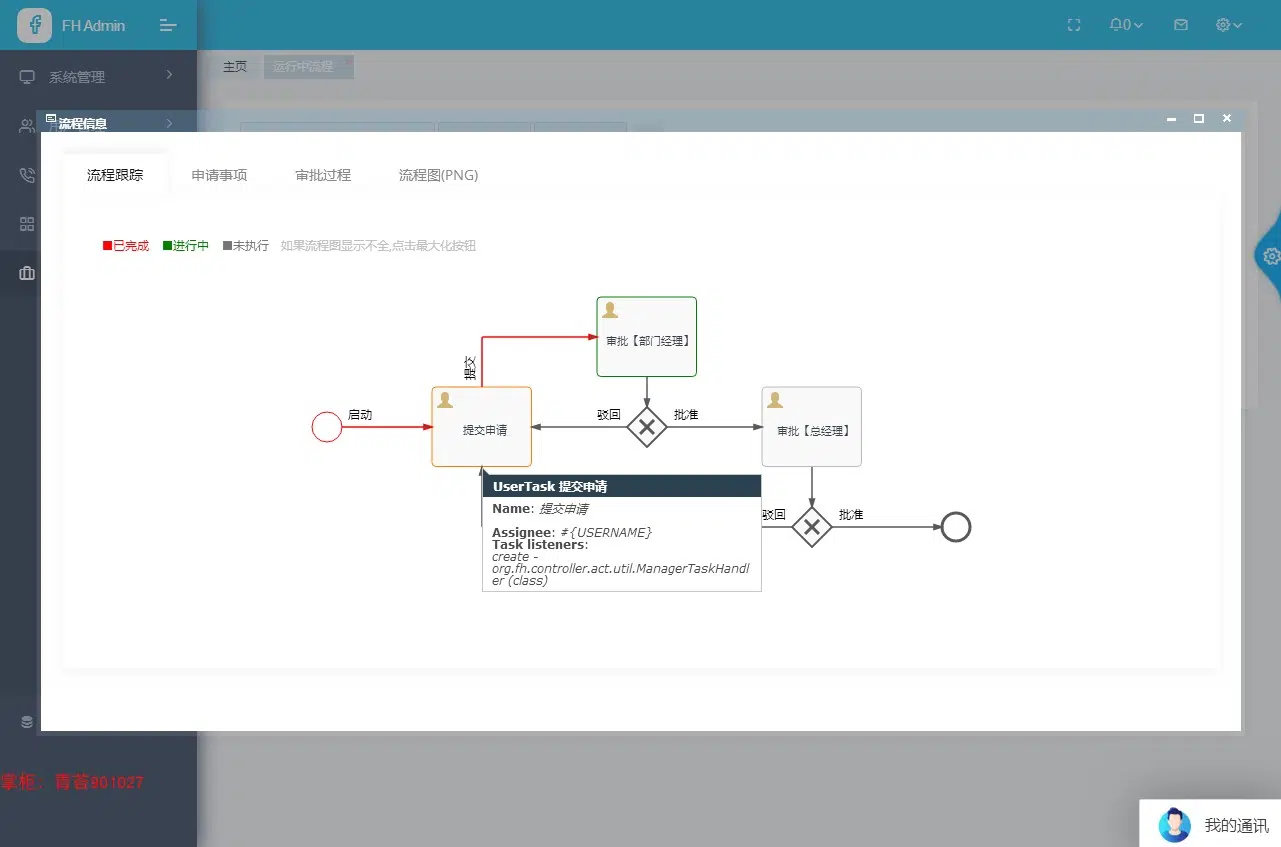 FH Admin
0
系统管理
主页
运行中流程
流程信息
流程跟踪
申请事项
审批过程
流程图(PNG)
已完成
进行中
未执行
如果流程图显示不全,点击最大化按钮
审批【部门经理】
提交
启动
提交申请
驳回
批准
审批【总经理】
UserTask 提交申请
Name: 提交申请
Assignee: #{USERNAME}
Task listeners:
create -
org.fh.controller.act.util.ManagerTaskHandl
er (class)
驳回
批准
掌柜：青苔901027
我的通讯